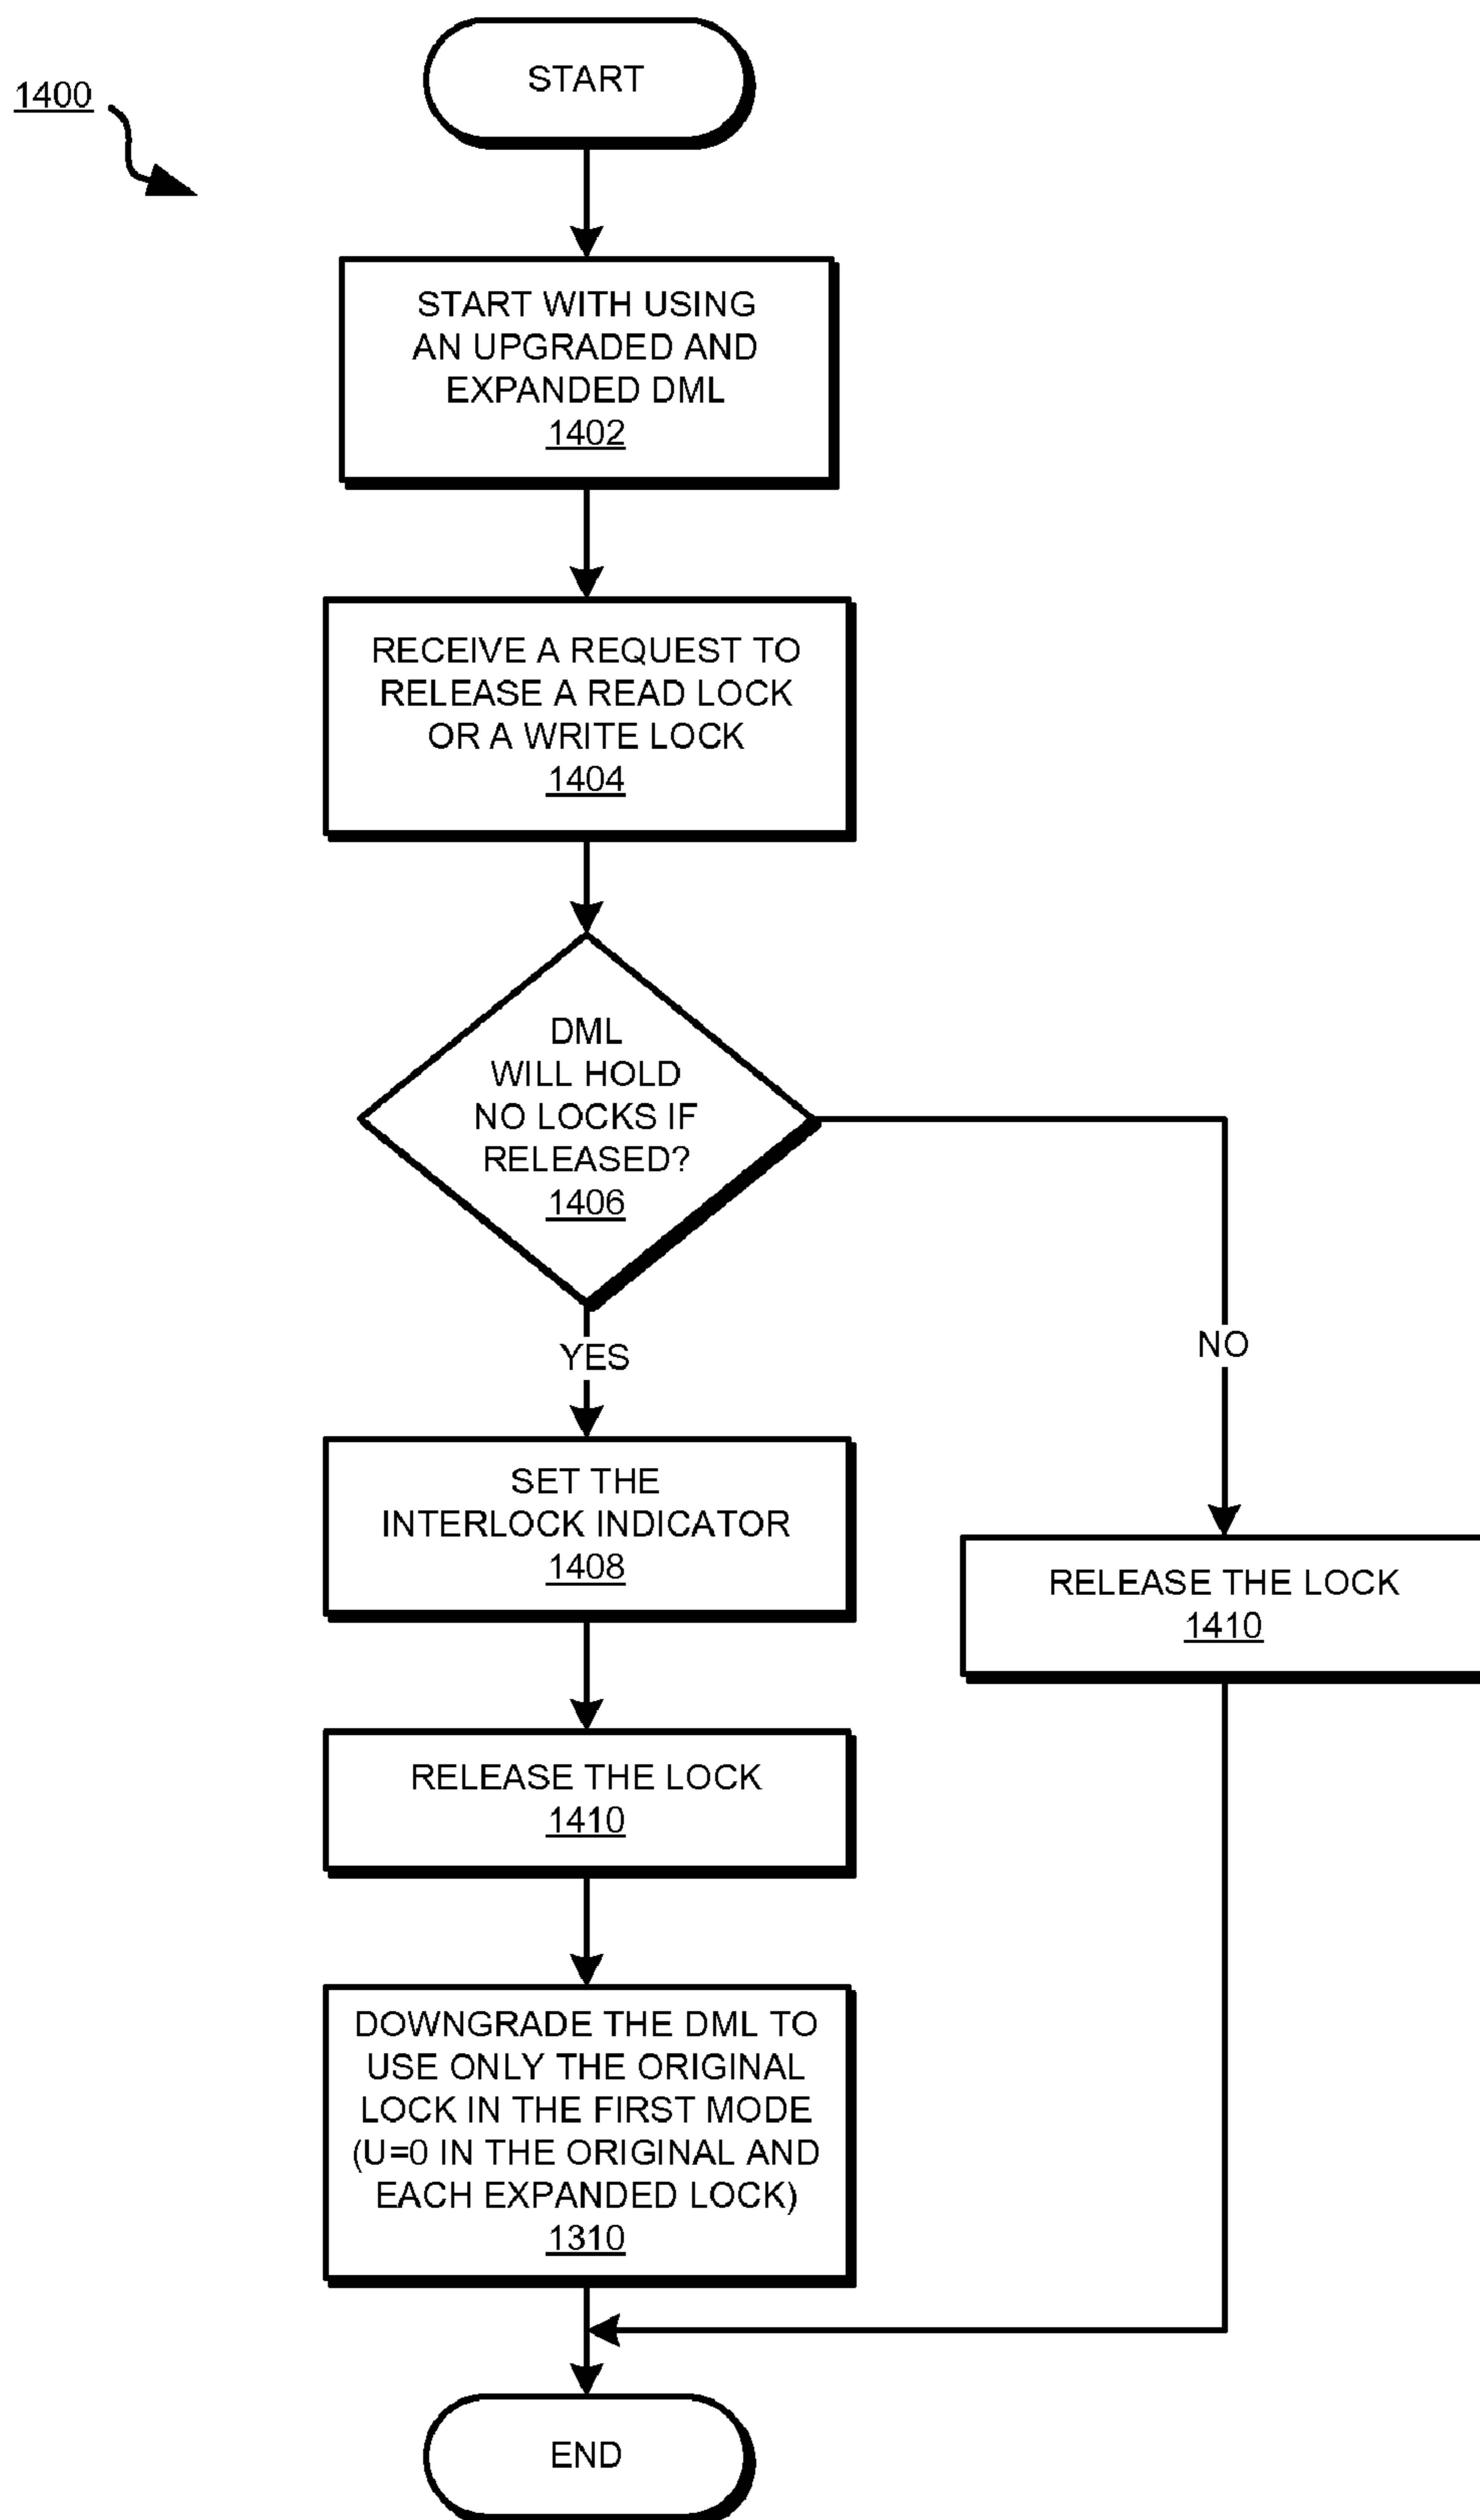 1400
START
START WITH USING
AN UPGRADED AND
EXPANDED DML
1402
RECEIVE A REQUEST TO
RELEASE A READ LOCK
OR A WRITE LOCK
1404
DML
WILL HOLD
NO LOCKS IF
RELEASED?
1406
YES
NO
SET THE
INTERLOCK INDICATOR
1408
RELEASE THE LOCK
1410
RELEASE THE LOCK
1410
DOWNGRADE THE DML TO
USE ONLY THE ORIGINAL
LOCK IN THE FIRST MODE
(U=0 IN THE ORIGINAL AND
EACH EXPANDED LOCK)
1310
END